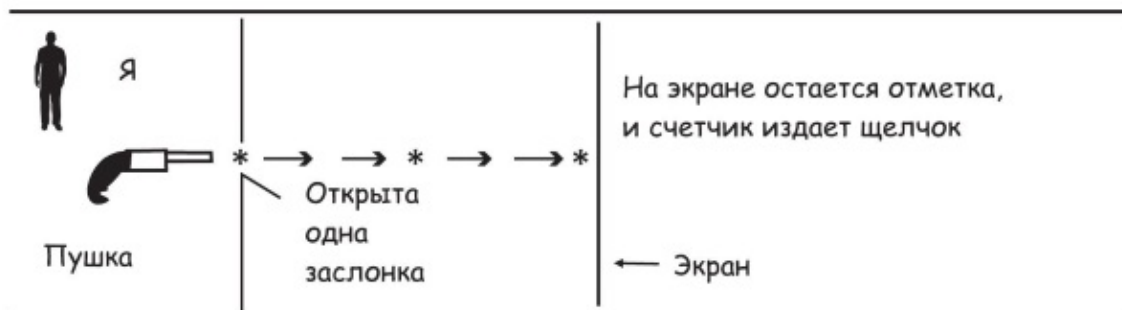 Я
На экране остается отметка,
и счетчик издает щелчок
* * *
Открыта
одна
заслонка
Пушка
Экран